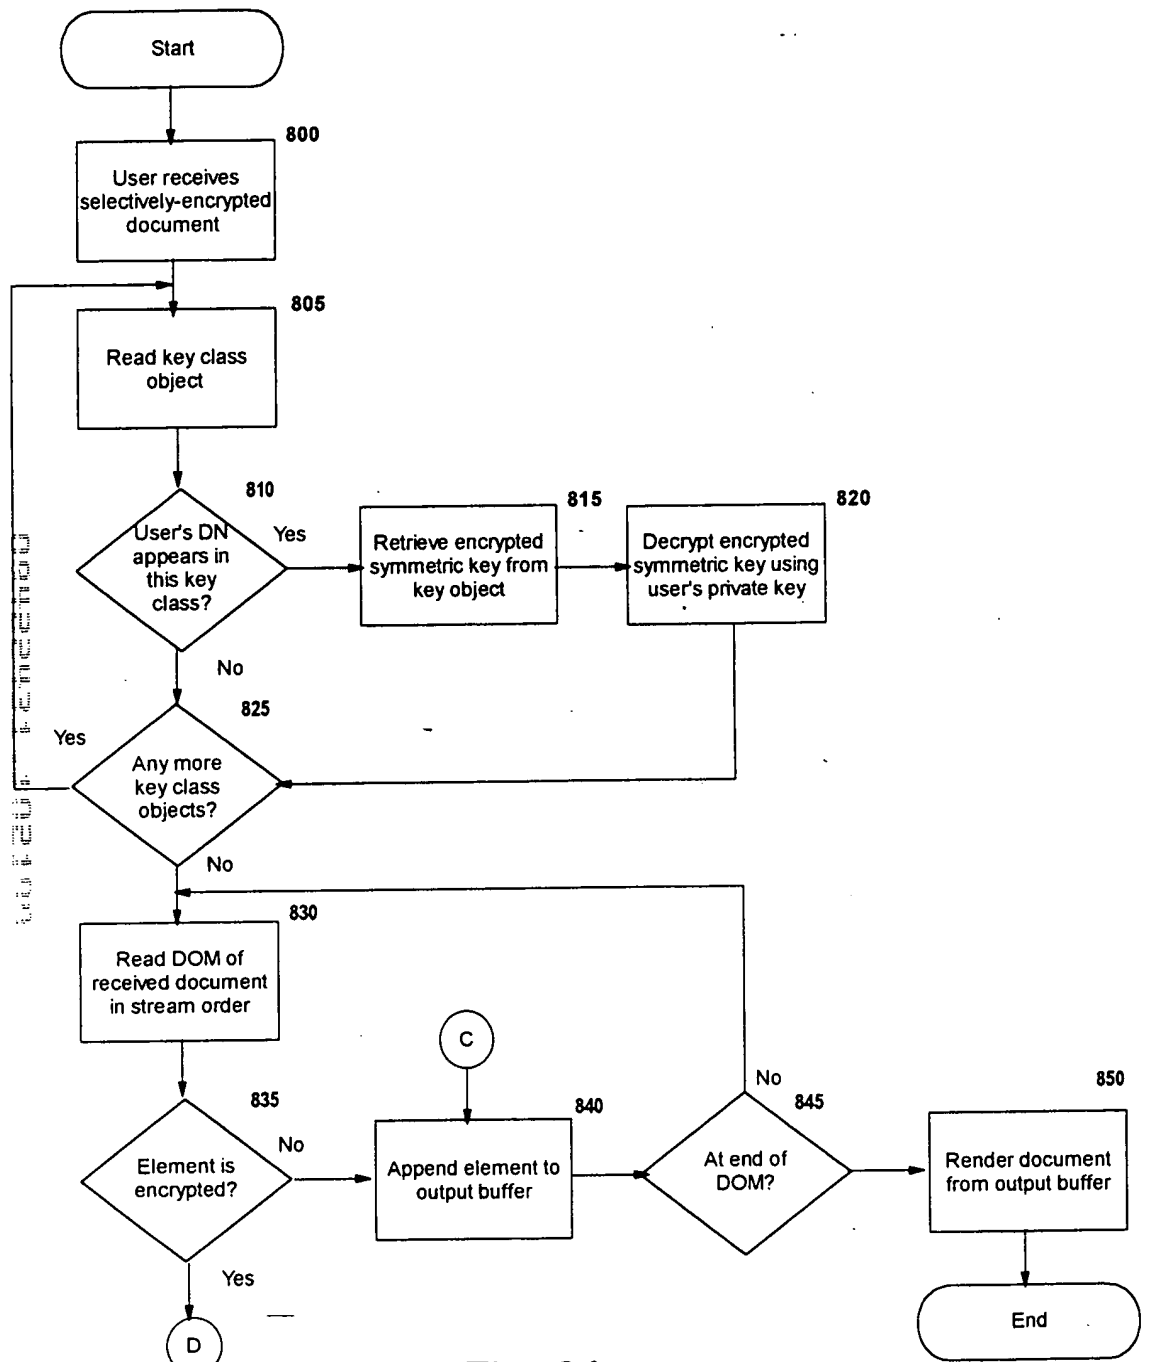 Start
800
User receives
selectively-encrypted
document
805
Read key class
object
810
User's DN
appears in
this key
class?
Yes
815
Retrieve encrypted
symmetric key from
key object
820
Decrypt encrypted
symmetric key using
user's private key
No
825
Yes
Any more
key class
objects?
No
830
Read DOM of
received document
in stream order
C
835
Element is
encrypted?
No
840
Append element to
output buffer
No
845
At end of
DOM?
850
Render document
from output buffer
Yes
D
End